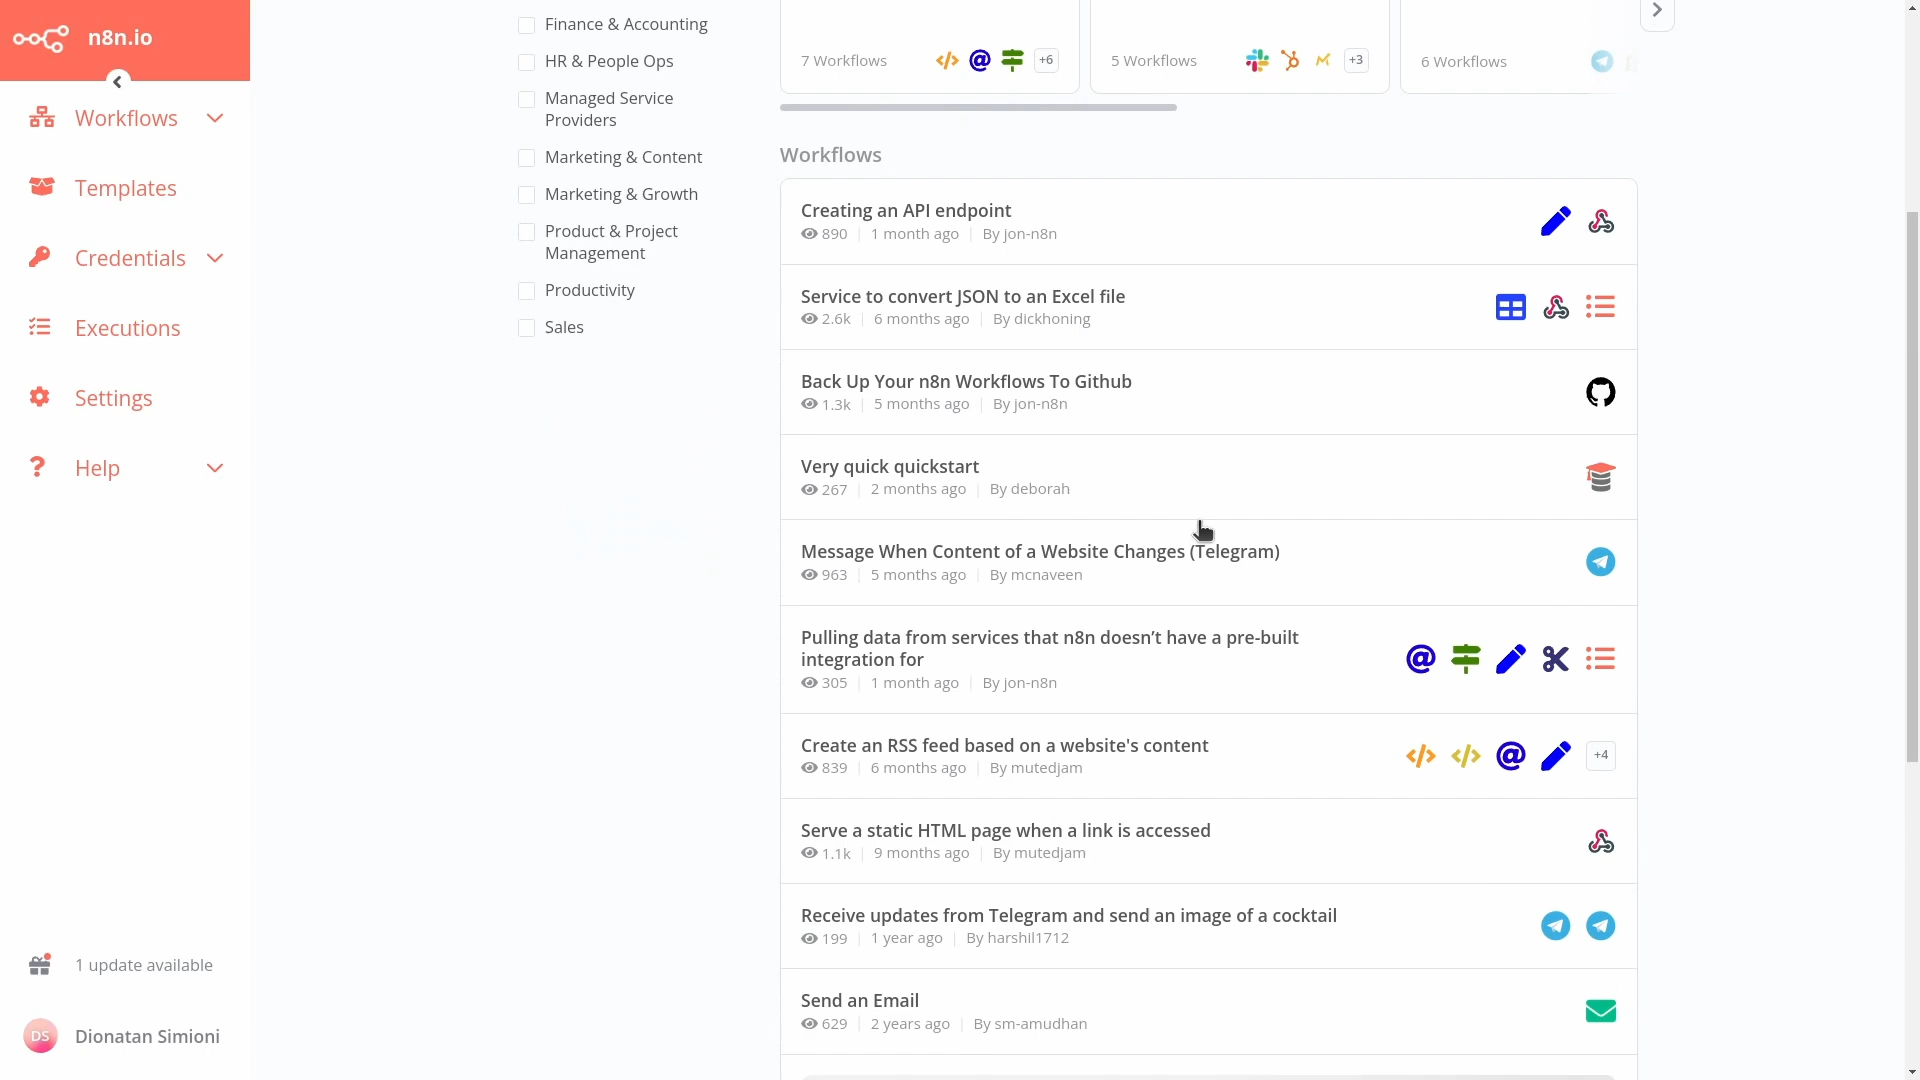 n8n.io
Workflows
Templates
Credentials
Executions
Settings
Help
1 update available
DS
Dionatan Simioni
Finance & Accounting
HR & People Ops
Managed Service
Providers
Marketing & Content
Marketing & Growth
Product & Project
Management
Productivity
Sales
7 Workflows +6
5 Workflows +3
6 Workflows
Workflows
Creating an API endpoint
890 | 1 month ago | By jon-n8n
Service to convert JSON to an Excel file
2.6k | 6 months ago | By dickhoning
Back Up Your n8n Workflows To Github
1.3k | 5 months ago | By jon-n8n
Very quick quickstart
267 | 2 months ago | By deborah
Message When Content of a Website Changes (Telegram)
963 | 5 months ago | By mcnaveen
Pulling data from services that n8n doesn’t have a pre-built
integration for
305 | 1 month ago | By jon-n8n
Create an RSS feed based on a website's content
839 | 6 months ago | By mutedjam
+4
Serve a static HTML page when a link is accessed
1.1k | 9 months ago | By mutedjam
Receive updates from Telegram and send an image of a cocktail
199 | 1 year ago | By harshil1712
Send an Email
629 | 2 years ago | By sm-amudhan